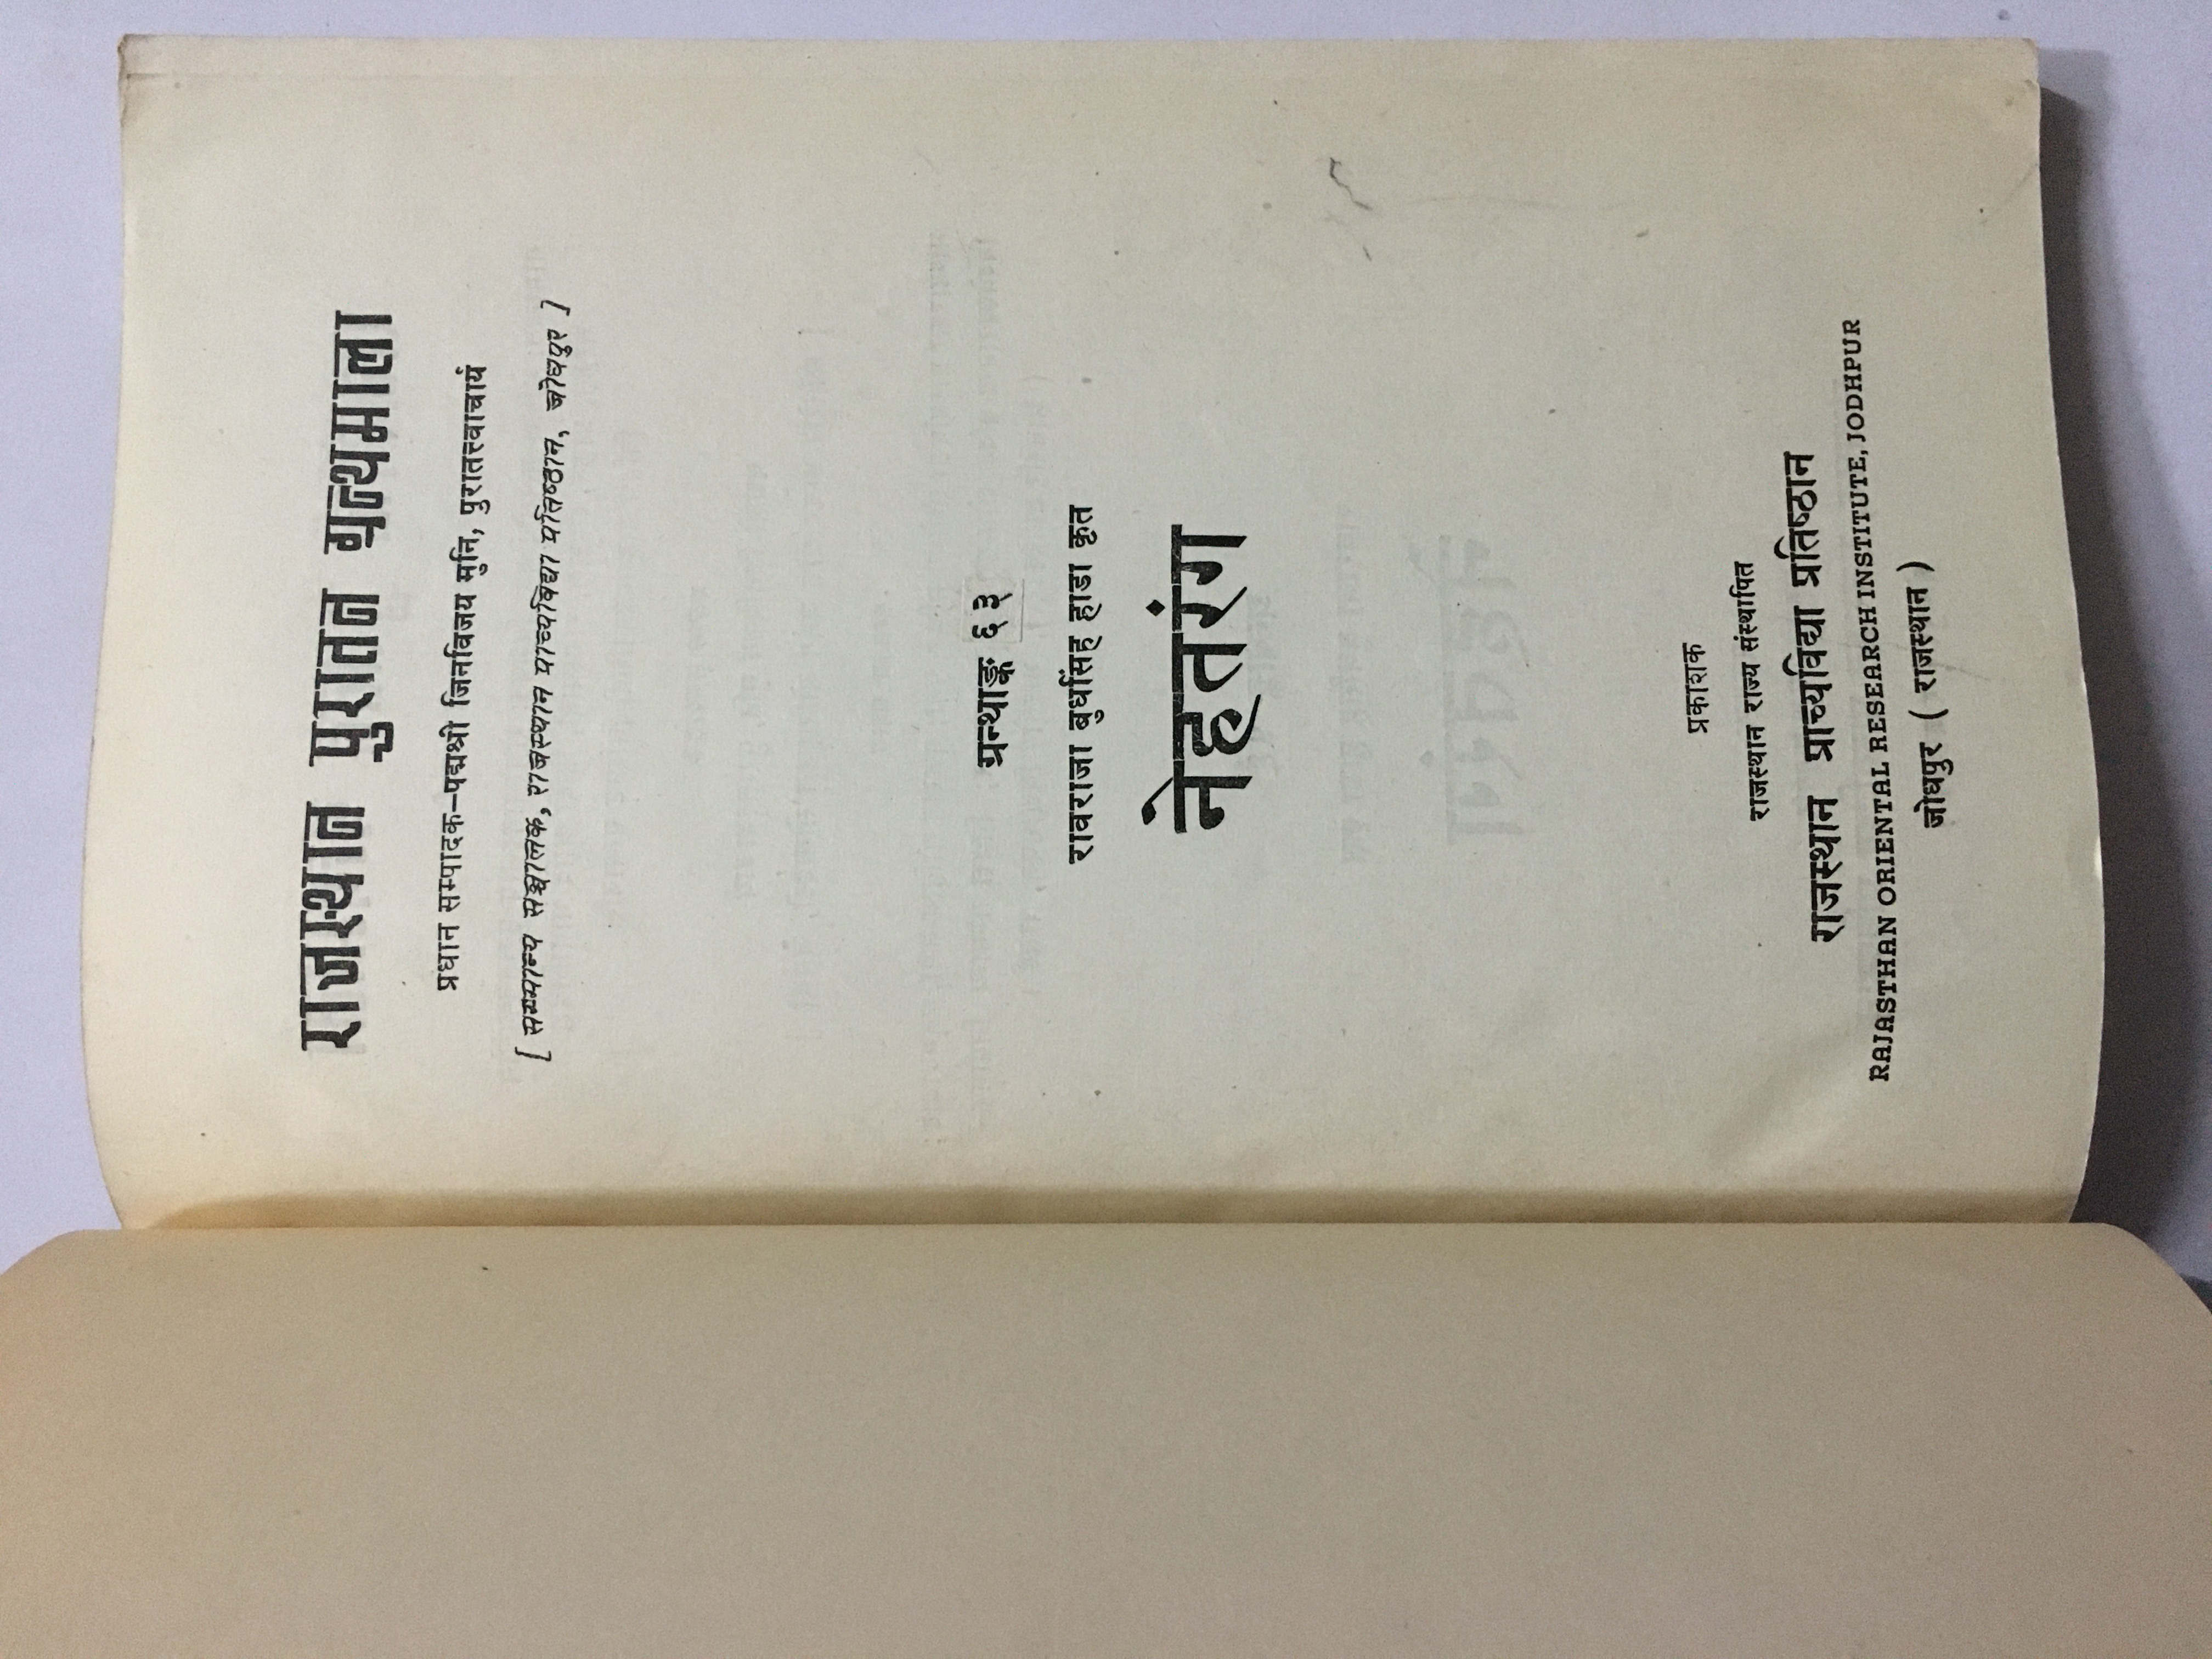 राजस्थान पुरातन ग्रन्थमाला
प्रधान सम्पादक—पद्मश्री जिनविजय मुनि, पुरातत्त्वाचार्य
[ सम्मान्य सञ्चालक, राजस्थान प्राच्यविद्या प्रतिष्ठान, जोधपुर ]
ग्रन्थाङ्क ६३
रावराजा बुधसिंह हाडा कृत
नेहतरंग
प्रकाशक
राजस्थान राज्य संस्थापित
राजस्थान प्राच्यविद्या प्रतिष्ठान
RAJASTHAN ORIENTAL RESEARCH INSTITUTE, JODHPUR
जोधपुर ( राजस्थान )